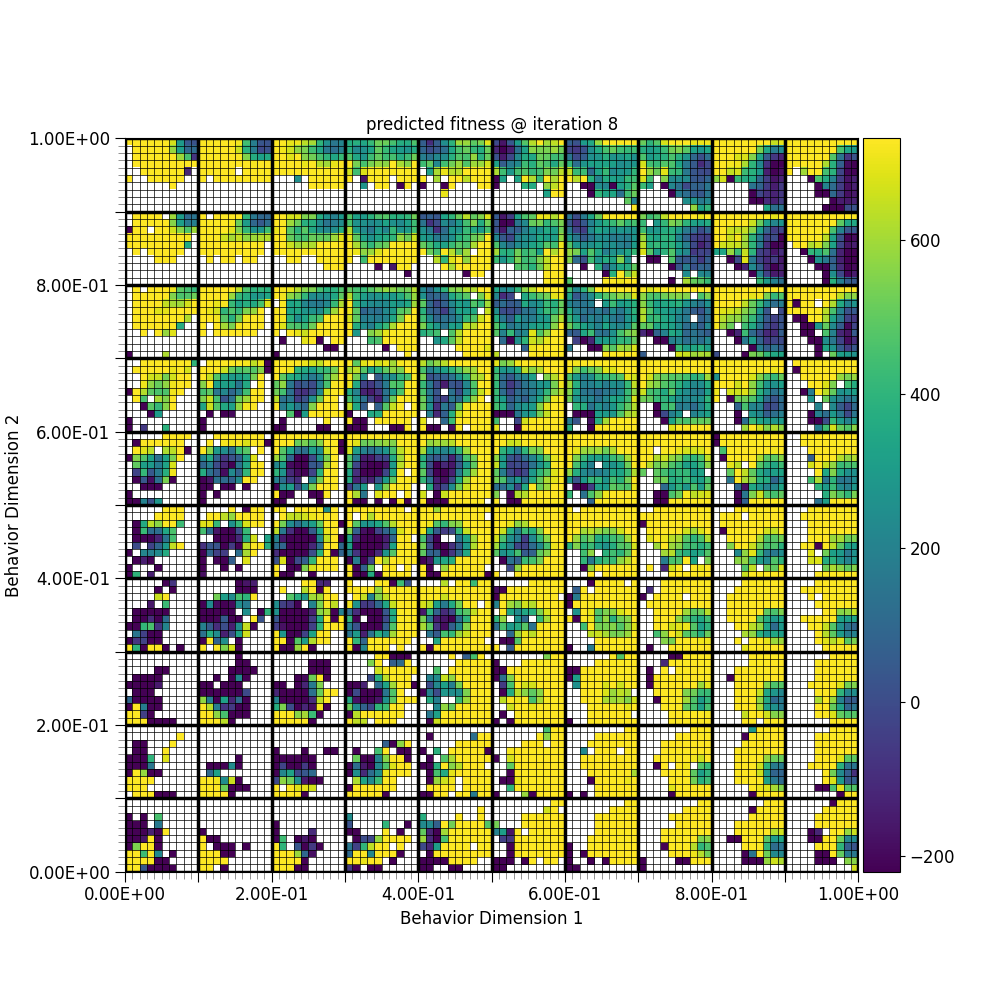 predicted fitness @ iteration 8
1.00E+00
8.00E-01
6.00E-01
4.00E-01
2.00E-01
0.00E+00
Behavior Dimension 2
0.00E+00 2.00E-01 4.00E-01 6.00E-01 8.00E-01 1.00E+00
Behavior Dimension 1
600
400
200
0
−200